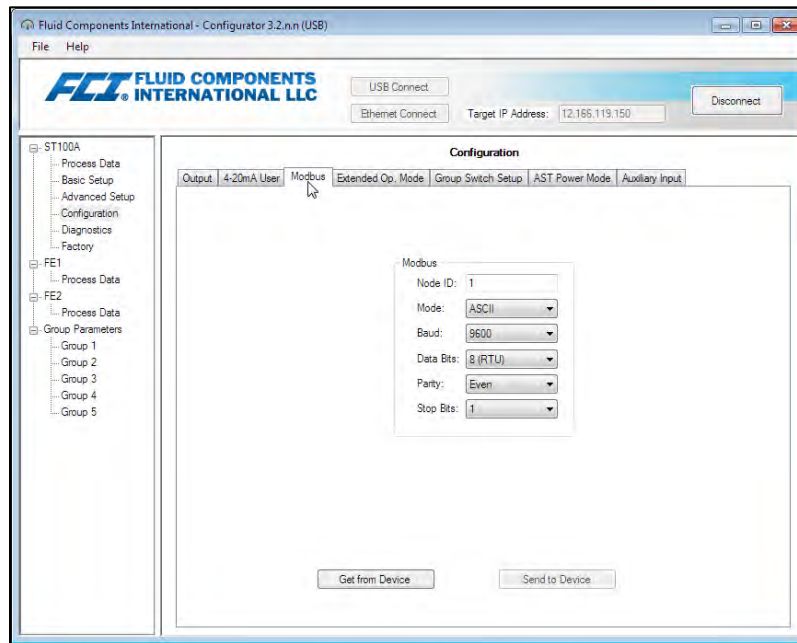 Fluid Components International - Configurator 3.2.n.n (USB)
File Help
FCI ® FLUID COMPONENTS
INTERNATIONAL LLC
USB Connect
Ethernet Connect Target IP Address: 12.166.119.150
Disconnect
ST100A
Process Data
Basic Setup
Advanced Setup
Configuration
Diagnostics
Factory
FE1
Process Data
FE2
Process Data
Group Parameters
Group 1
Group 2
Group 3
Group 4
Group 5
Configuration
Output 4-20mA User Modbus Extended Op. Mode Group Switch Setup AST Power Mode Auxiliary Input
Modbus
Node ID: 1
Mode: ASCII
Baud: 9600
Data Bits: 8 (RTU)
Parity: Even
Stop Bits: 1
Get from Device Send to Device